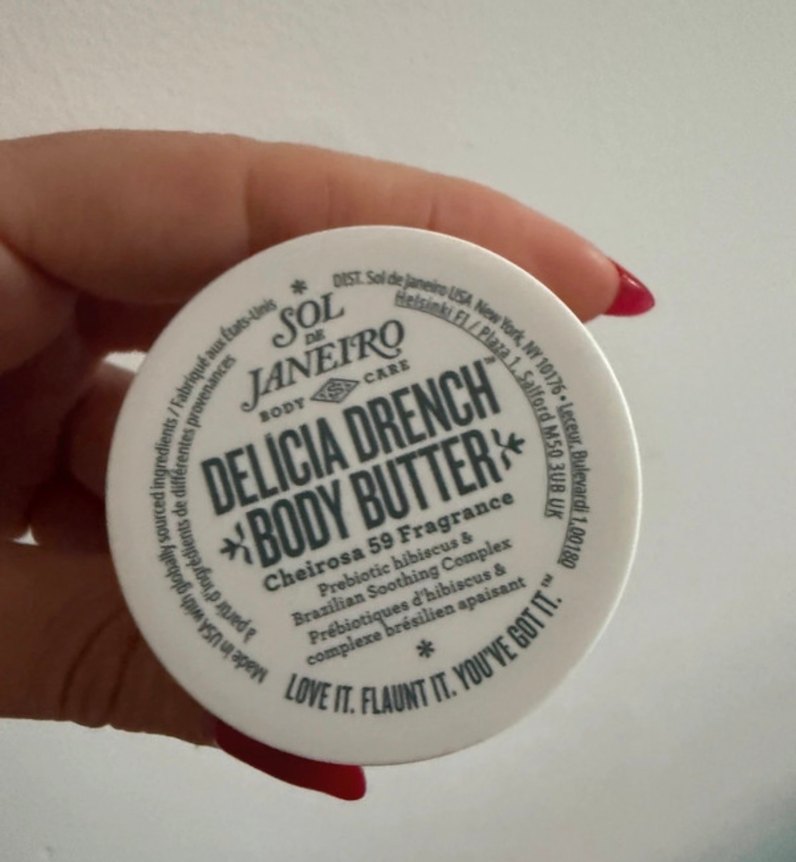 SOL
DE
JANEIRO
BODY CARE
DELÍCIA DRENCH™
BODY BUTTER
Cheirosa 59 Fragrance
Prebiotic hibiscus &
Brazilian Soothing Complex
Prébiotiques d'hibiscus &
complexe brésilien apaisant
LOVE IT. FLAUNT IT. YOU'VE GOT IT.™
Made in USA with globally sourced ingredients / Fabriqué aux États-Unis
à partir d'ingrédients de différentes provenances
DIST. Sol de Janeiro USA New York, NY 10176 • Leceur, Bulevardi 1,00180
Helsinki FI / Plaza 1, Salford M50 3UB UK